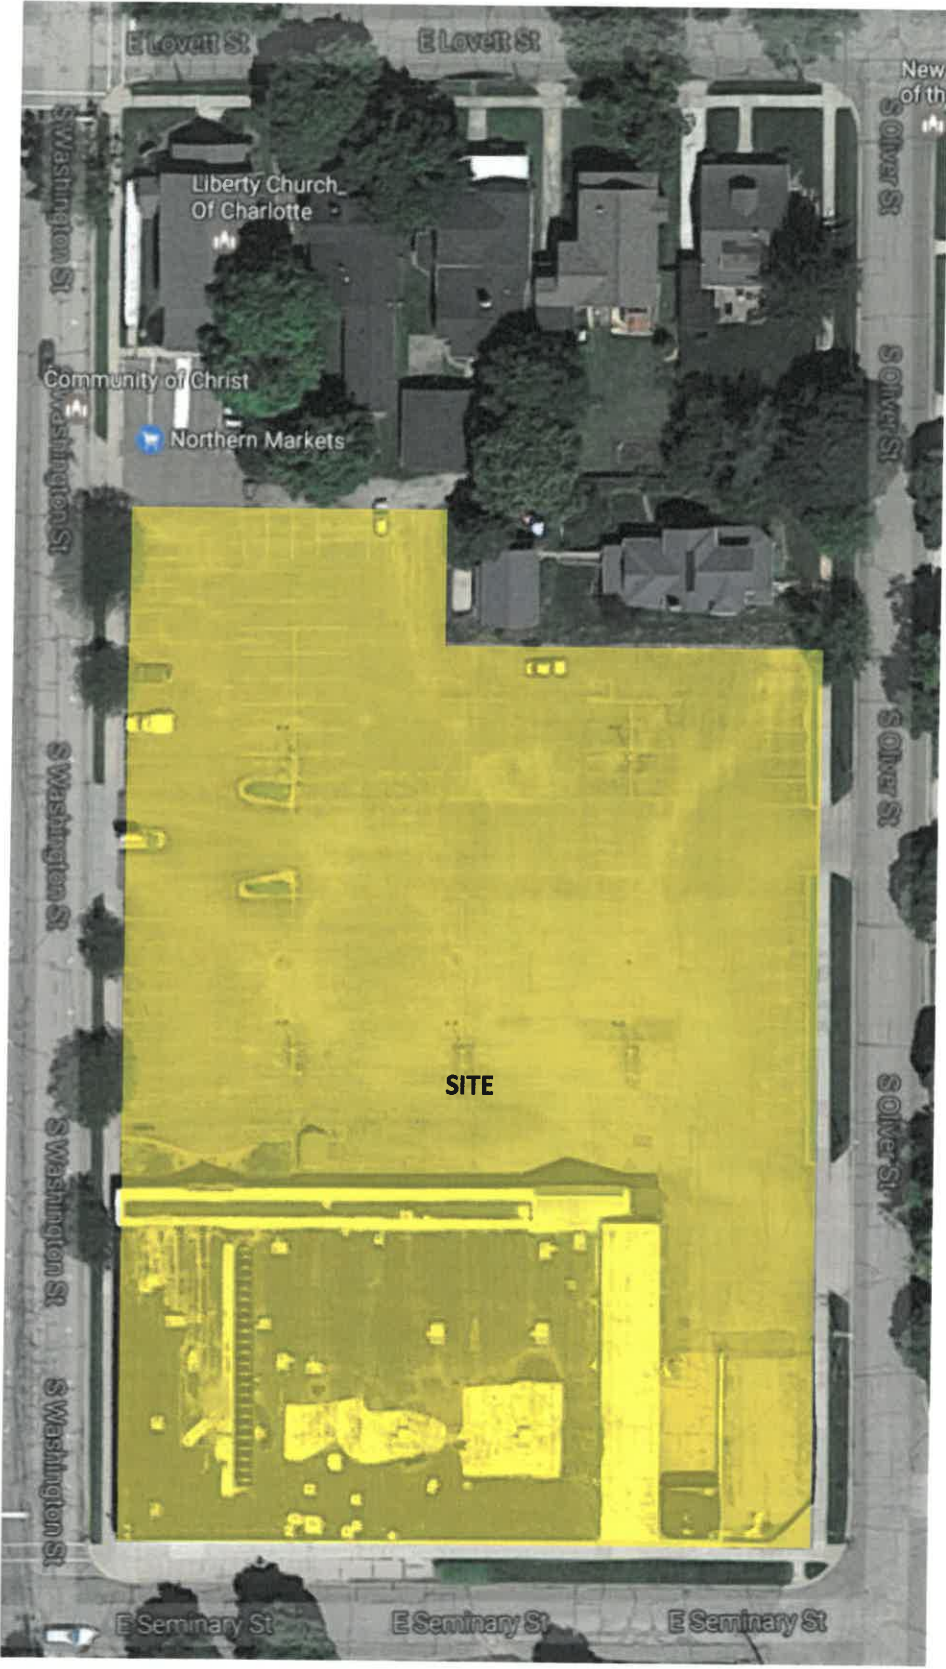 E Lovett St
E Lovett St
New
of th
S Washington St
S Oliver St
Liberty Church
Of Charlotte
S Oliver St
Community of Christ
S Washington St
Northern Markets
S Washington St
S Oliver St
SITE
S Oliver St
S Washington St
S Washington St
E Seminary St
E Seminary St
E Seminary St